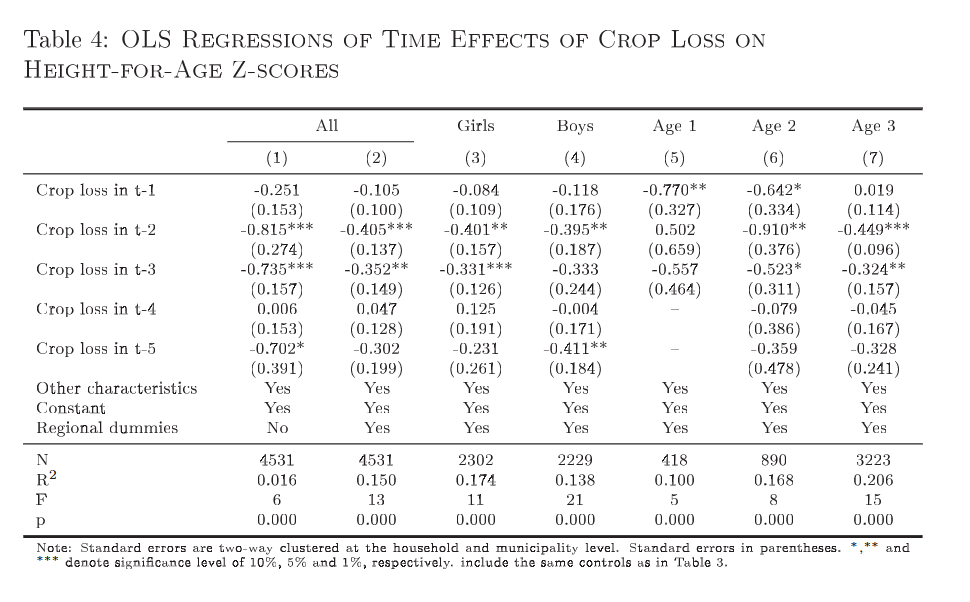 Table 4: OLS REGRESSIONS OF TIME EFFECTS OF CROP LOSS ON
HEIGHT-FOR-AGE Z-SCORES
All Girls Boys Age 1 Age 2 Age 3
(1) (2) (3) (4) (5) (6) (7)
Crop loss in t-1 -0.251 -0.105 -0.084 -0.118 -0.770** -0.642* 0.019
(0.153) (0.100) (0.109) (0.176) (0.327) (0.334) (0.114)
Crop loss in t-2 -0.815*** -0.405*** -0.401** -0.395** 0.502 -0.910** -0.449***
(0.274) (0.137) (0.157) (0.187) (0.659) (0.376) (0.096)
Crop loss in t-3 -0.735*** -0.352** -0.331*** -0.333 -0.557 -0.523* -0.324**
(0.157) (0.149) (0.126) (0.244) (0.464) (0.311) (0.157)
Crop loss in t-4 0.006 0.047 0.125 -0.004 – -0.079 -0.045
(0.153) (0.128) (0.191) (0.171) (0.386) (0.167)
Crop loss in t-5 -0.702* -0.302 -0.231 -0.411** – -0.359 -0.328
(0.391) (0.199) (0.261) (0.184) (0.478) (0.241)
Other characteristics Yes Yes Yes Yes Yes Yes Yes
Constant Yes Yes Yes Yes Yes Yes Yes
Regional dummies No Yes Yes Yes Yes Yes Yes
N 4531 4531 2302 2229 418 890 3223
R² 0.016 0.150 0.174 0.138 0.100 0.168 0.206
F 6 13 11 21 5 8 15
p 0.000 0.000 0.000 0.000 0.000 0.000 0.000
Note: Standard errors are two-way clustered at the household and municipality level. Standard errors in parentheses. *,** and
*** denote significance level of 10%, 5% and 1%, respectively. include the same controls as in Table 3.